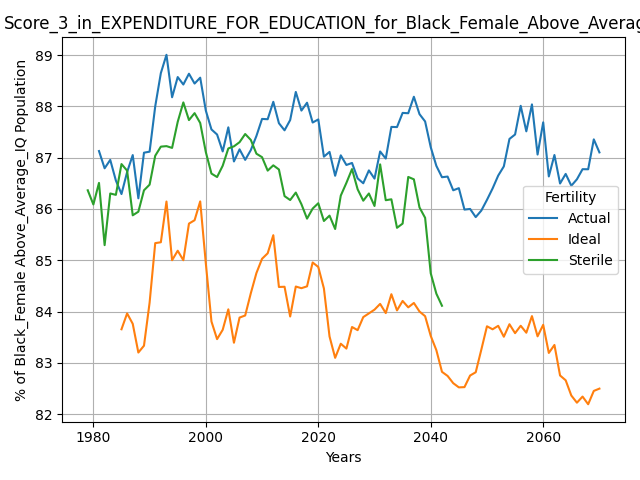 Score_3_in_EXPENDITURE_FOR_EDUCATION_for_Black_Female_Above_Averag
% of Black_Female Above_Average_IQ Population
89
88
87
86
85
84
83
82
Fertility
Actual
Ideal
Sterile
1980
2000
2020
2040
2060
Years